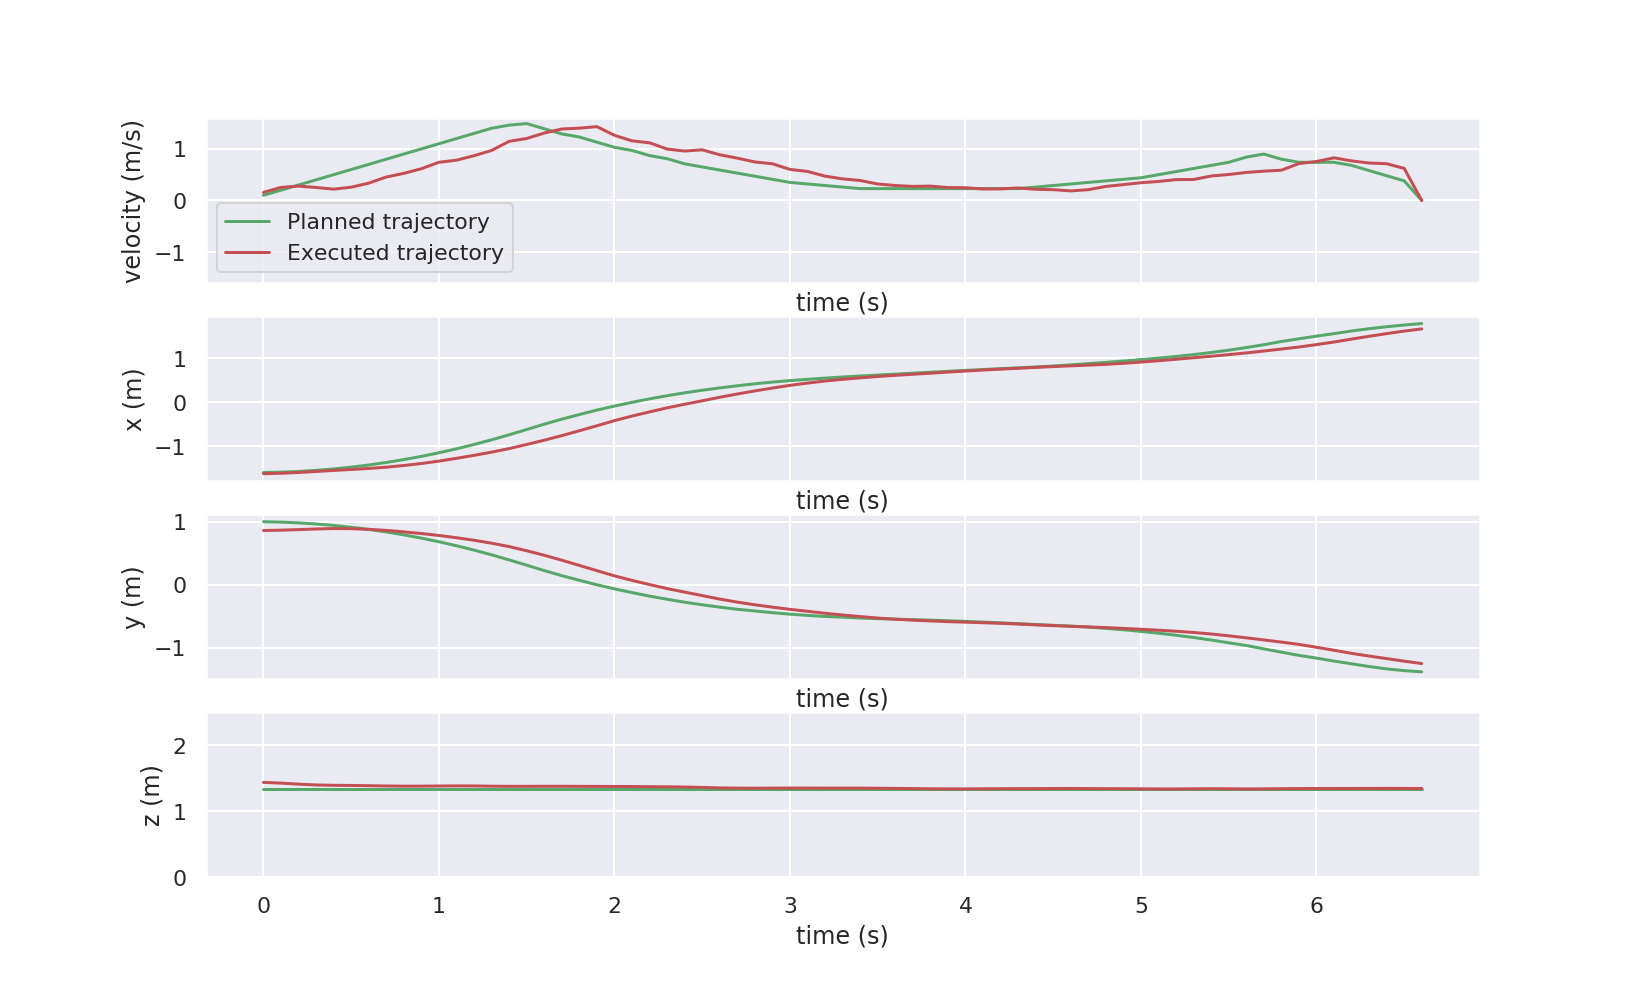 velocity (m/s)
1
0
−1
Planned trajectory
Executed trajectory
time (s)
x (m)
1
0
−1
time (s)
y (m)
1
0
−1
time (s)
z (m)
2
1
0
0 1 2 3 4 5 6
time (s)